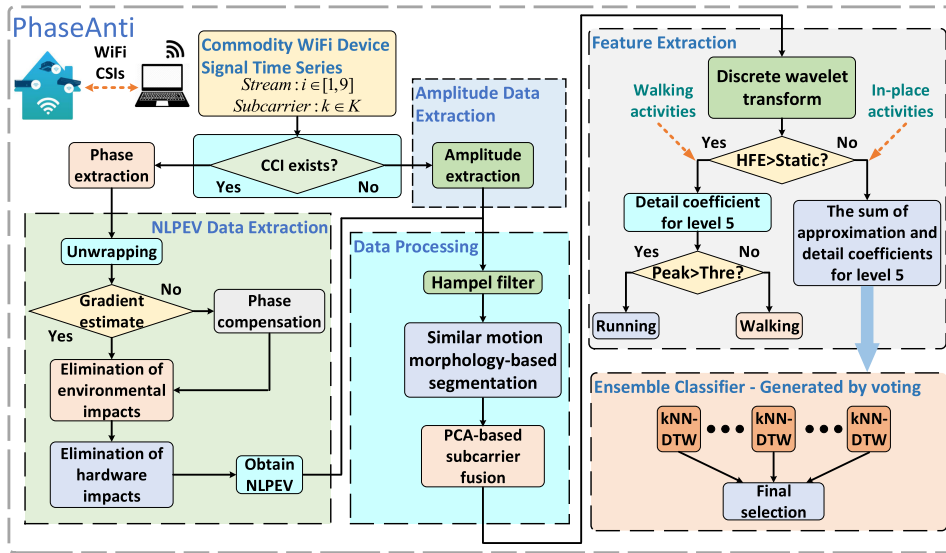 PhaseAnti
WiFi
CSIs
Commodity WiFi Device
Signal Time Series
Stream : i ∈ [1, 9]
Subcarrier : k ∈ K
CCI exists?
Yes
No
Phase
extraction
Amplitude Data
Extraction
Amplitude
extraction
NLPEV Data Extraction
Unwrapping
Gradient
estimate
No
Yes
Phase
compensation
Elimination of
environmental
impacts
Elimination of
hardware
impacts
Obtain
NLPEV
Data Processing
Hampel filter
Similar motion
morphology-based
segmentation
PCA-based
subcarrier
fusion
Feature Extraction
Discrete wavelet
transform
Walking
activities
In-place
activities
Yes
No
HFE>Static?
Detail coefficient
for level 5
The sum of
approximation and
detail coefficients
for level 5
Yes
No
Peak>Thre?
Running
Walking
Ensemble Classifier - Generated by voting
kNN-
DTW
kNN-
DTW
kNN-
DTW
Final
selection